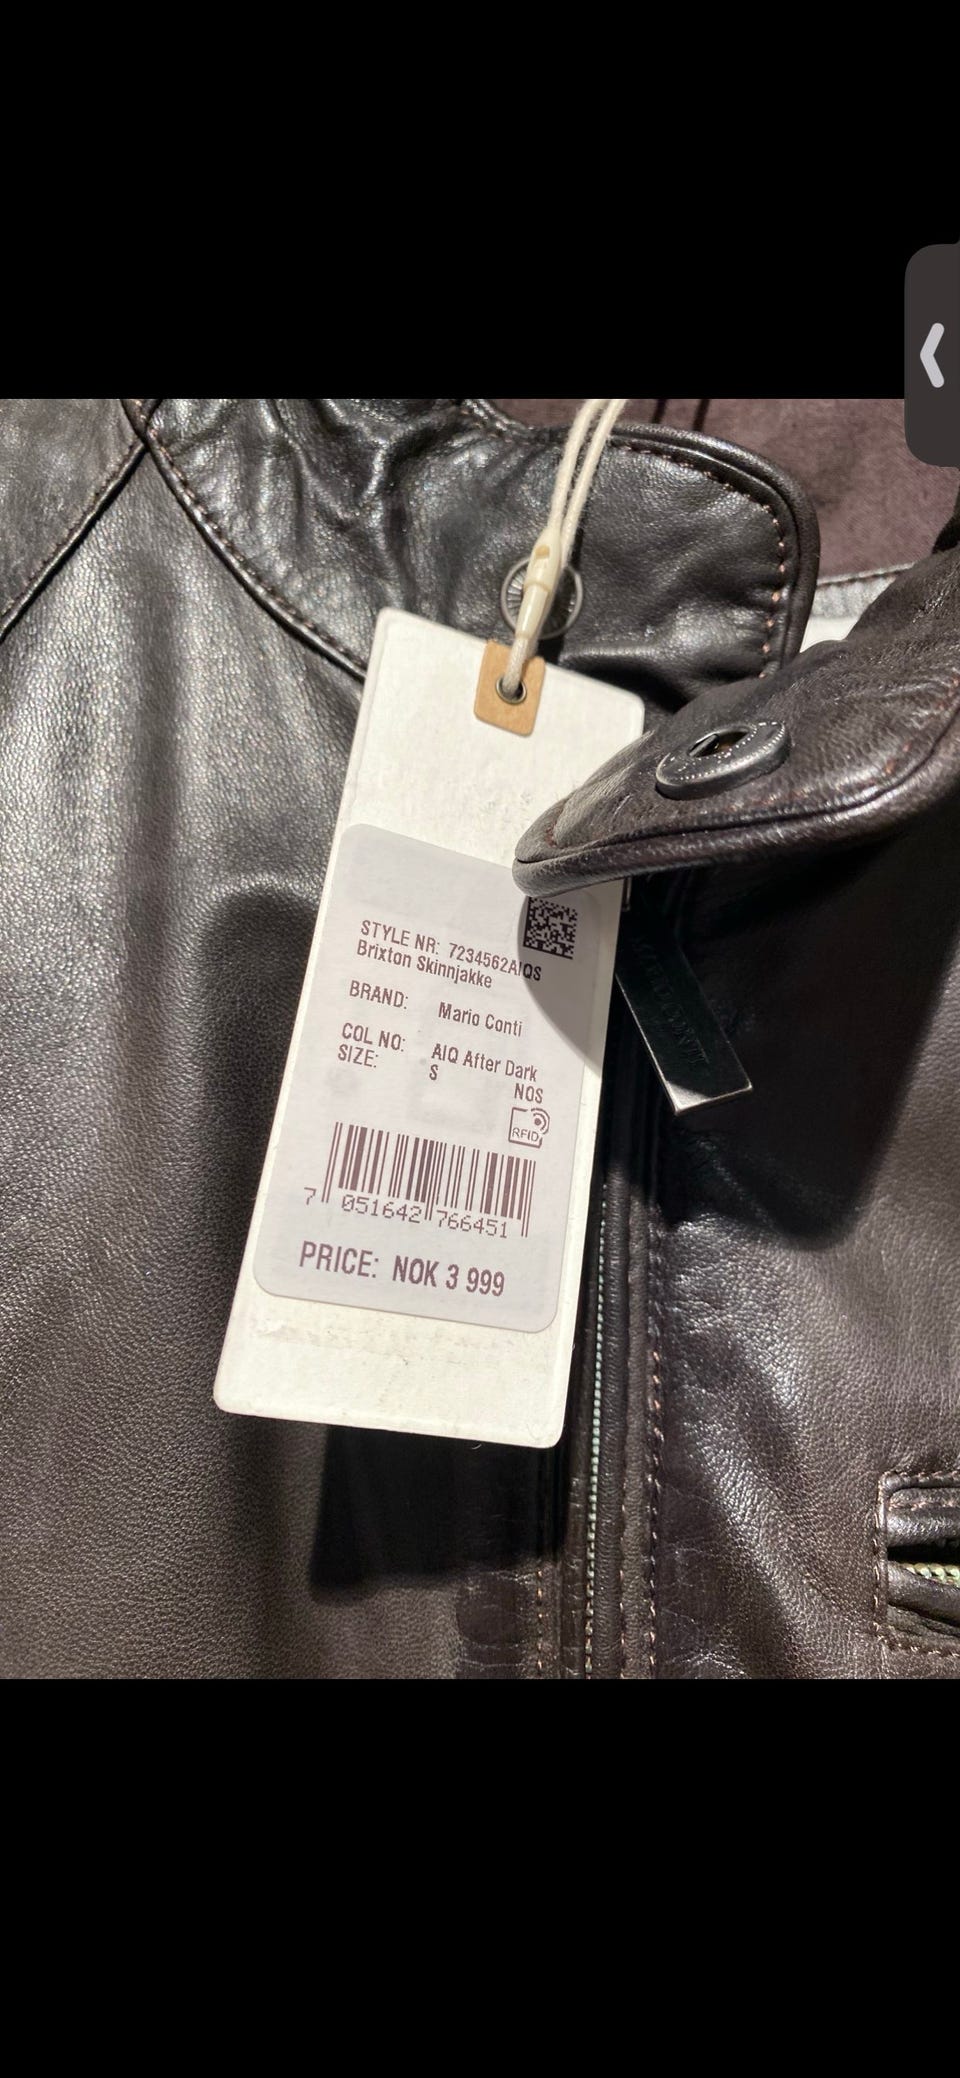 STYLE NR: 7234562AIQS
Brixton Skinnjakke
BRAND: Mario Conti
COL NO: AIQ After Dark
SIZE: S
NOS
RFID
7 051642 766451
PRICE: NOK 3 999